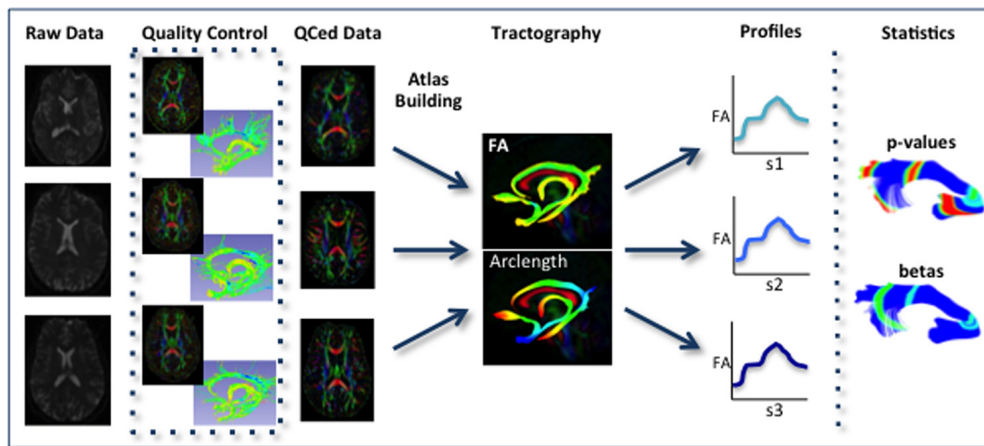 Raw Data
Quality Control
QCed Data
Tractography
Profiles
Statistics
Atlas
Building
FA
Arclength
FA
s1
FA
s2
FA
s3
p-values
betas